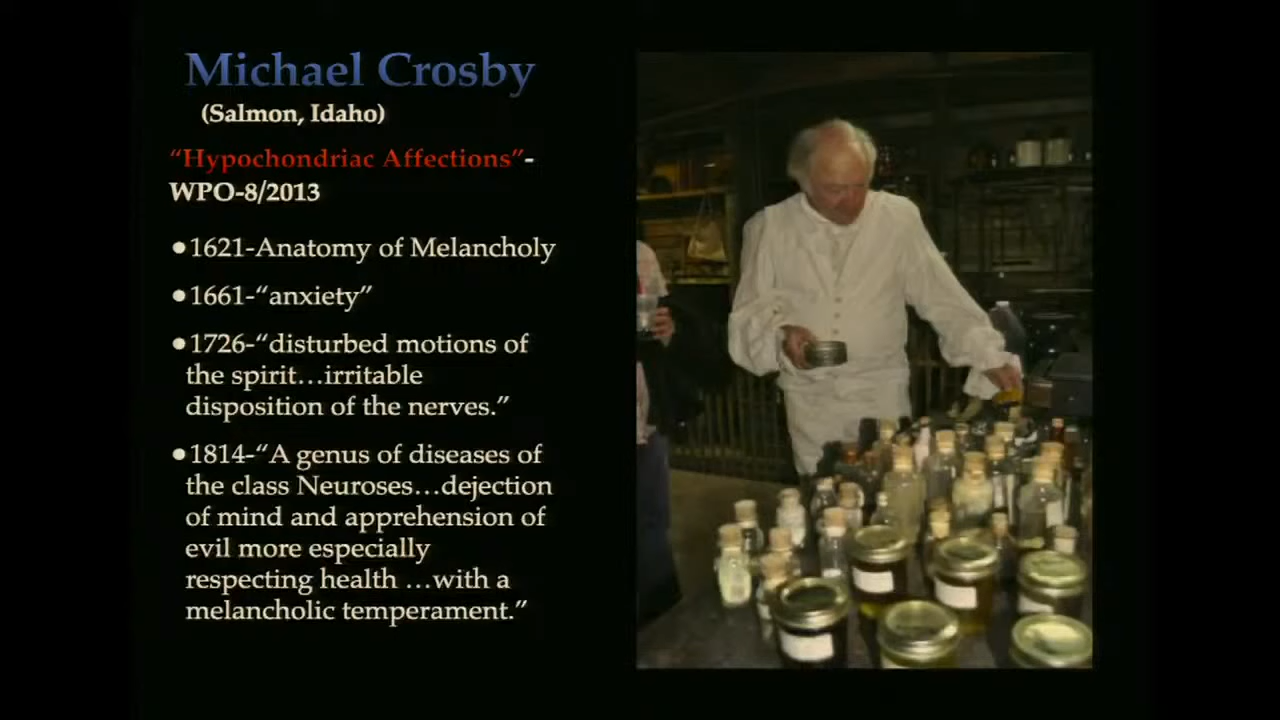 Michael Crosby
(Salmon, Idaho)
“Hypochondriac Affections”-
WPO-8/2013
•1621-Anatomy of Melancholy
•1661-“anxiety”
•1726-“disturbed motions of
the spirit…irritable
disposition of the nerves.”
•1814-“A genus of diseases of
the class Neuroses…dejection
of mind and apprehension of
evil more especially
respecting health …with a
melancholic temperament.”